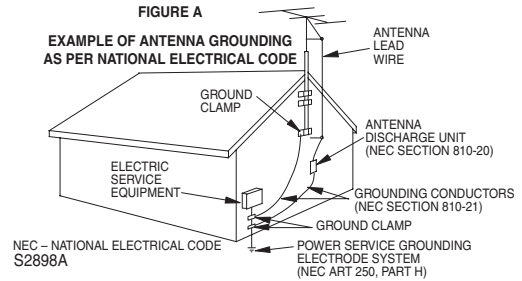 FIGURE A
EXAMPLE OF ANTENNA GROUNDING
AS PER NATIONAL ELECTRICAL CODE
ANTENNA
LEAD
WIRE
GROUND
CLAMP
ANTENNA
DISCHARGE UNIT
(NEC SECTION 810-20)
ELECTRIC
SERVICE
EQUIPMENT
GROUNDING CONDUCTORS
(NEC SECTION 810-21)
GROUND CLAMP
POWER SERVICE GROUNDING
ELECTRODE SYSTEM
(NEC ART 250, PART H)
NEC – NATIONAL ELECTRICAL CODE
S2898A